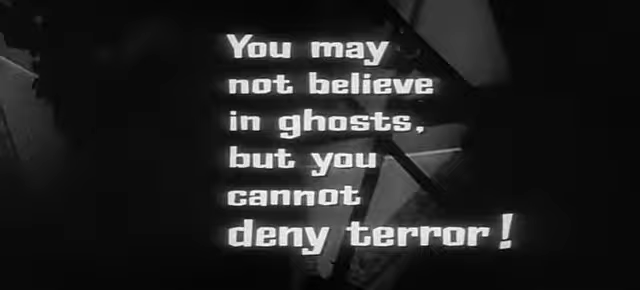 You may
not believe
in ghosts,
but you
cannot
deny terror!